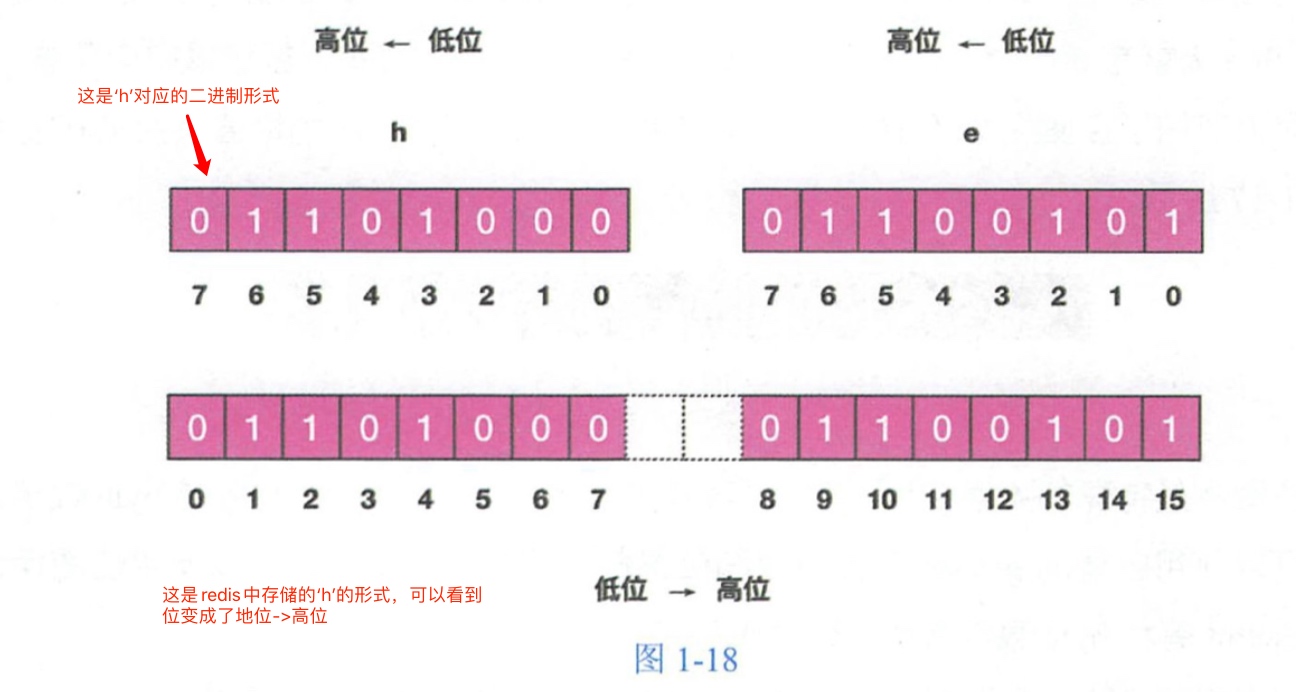 高位 ← 低位 高位 ← 低位
这是‘h’对应的二进制形式
h e
0 1 1 0 1 0 0 0 0 1 1 0 0 1 0 1
7 6 5 4 3 2 1 0 7 6 5 4 3 2 1 0
0 1 1 0 1 0 0 0 0 1 1 0 0 1 0 1
0 1 2 3 4 5 6 7 8 9 10 11 12 13 14 15
低位 → 高位
这是redis中存储的‘h’的形式，可以看到
位变成了地位->高位
图 1-18